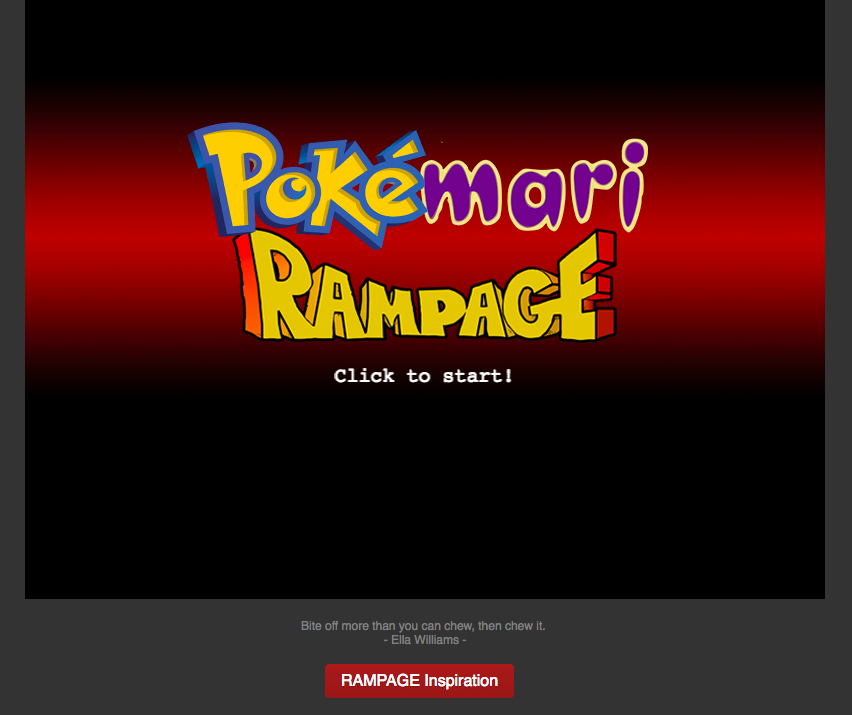 Pokémari
RAMPAGE
Click to start!
Bite off more than you can chew, then chew it.
- Ella Williams -
RAMPAGE Inspiration